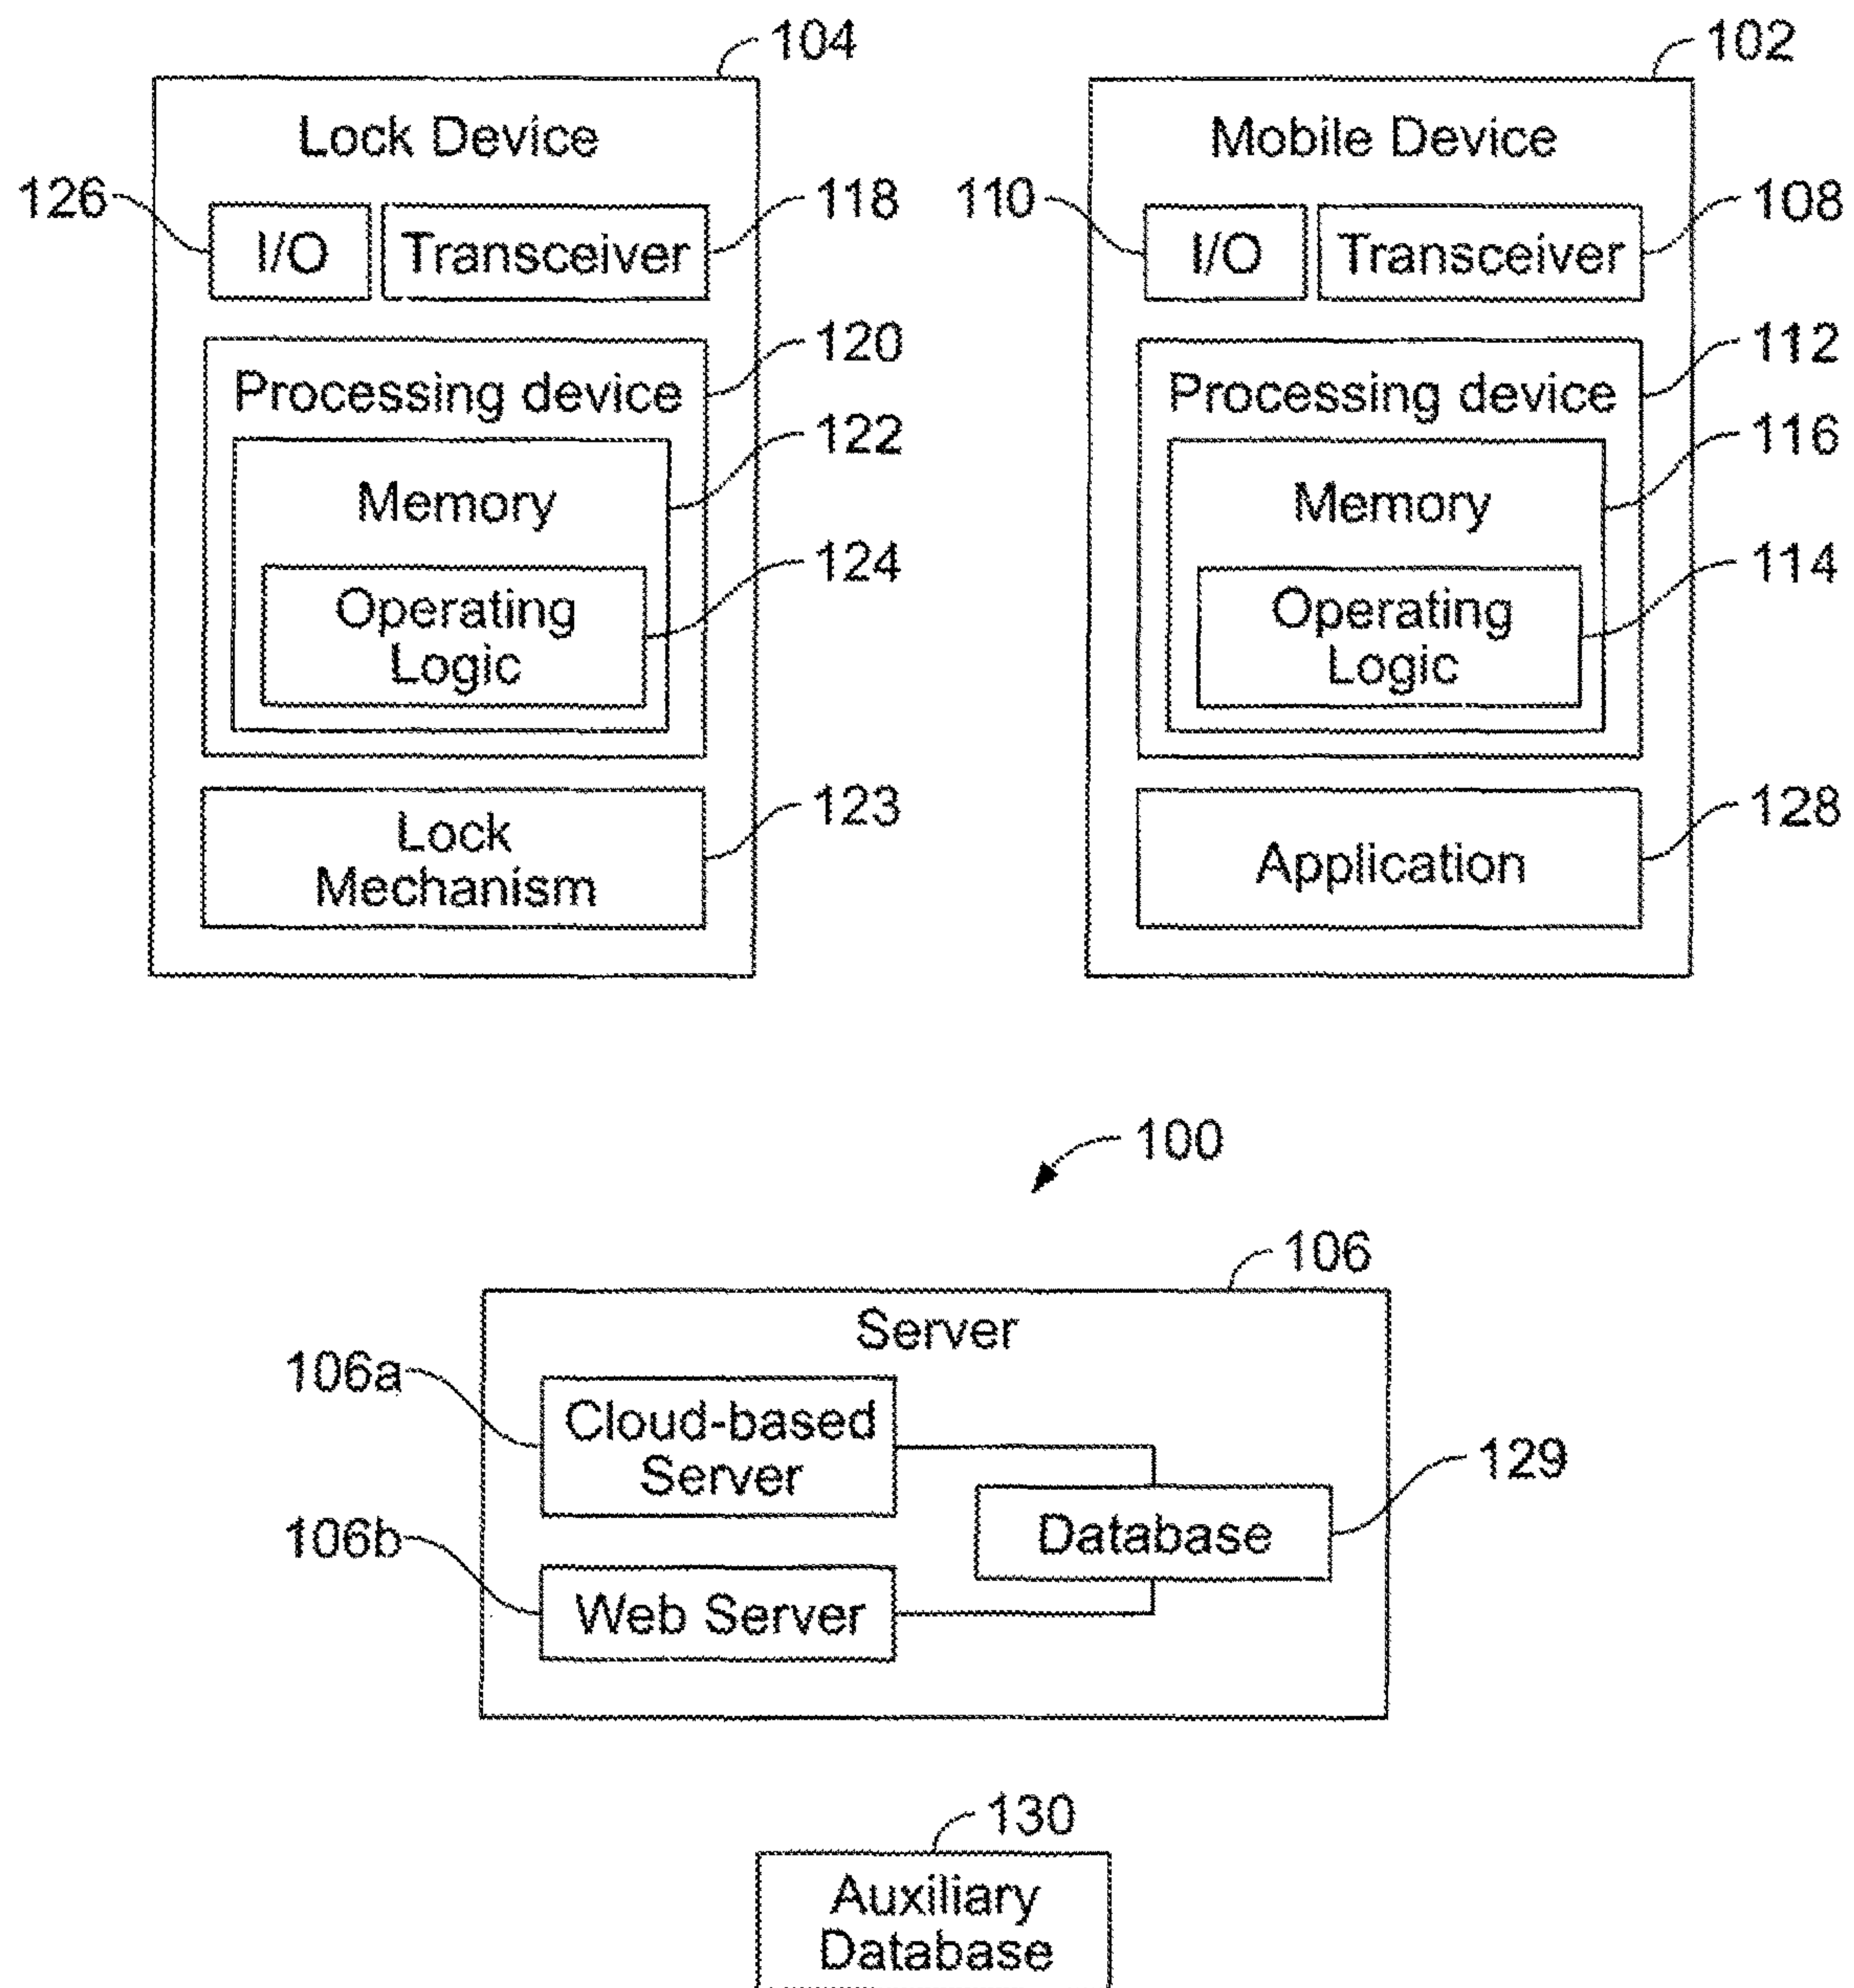 104
Lock Device
126
I/O
Transceiver
118
120
Processing device
122
Memory
124
Operating
Logic
123
Lock
Mechanism
102
Mobile Device
110
I/O
Transceiver
108
112
Processing device
116
Memory
114
Operating
Logic
128
Application
100
106
Server
106a
Cloud-based
Server
129
Database
106b
Web Server
130
Auxiliary
Database